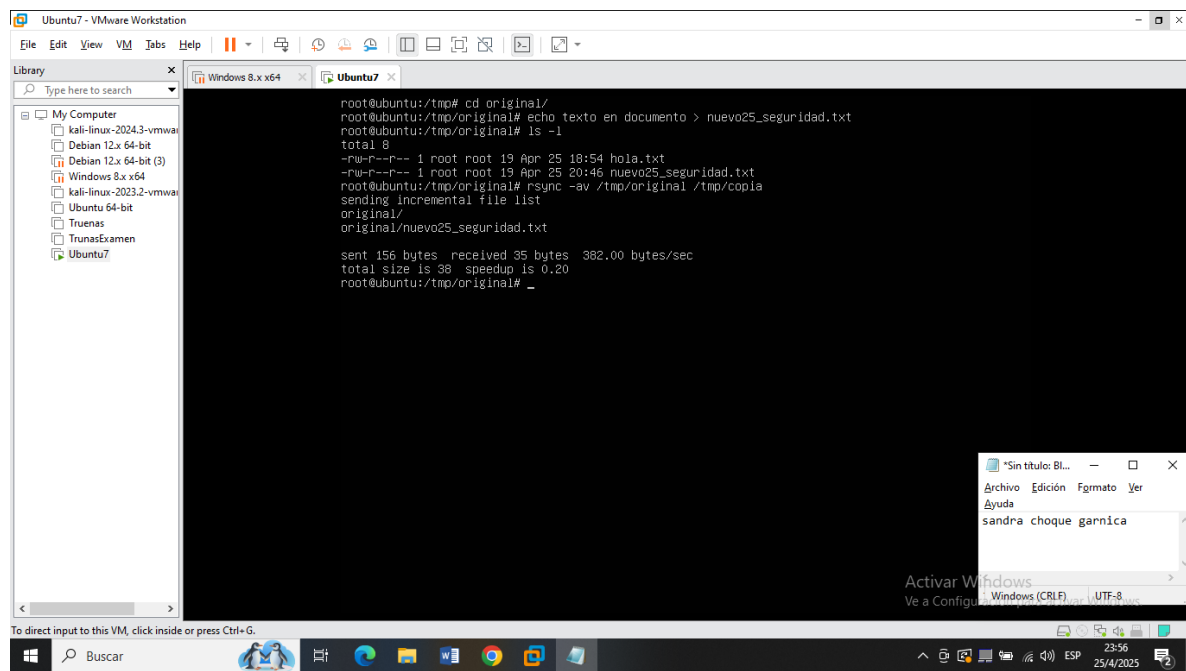 Ubuntu7 - VMware Workstation
File Edit View VM Tabs Help
Library
Type here to search
My Computer
kali-linux-2024.3-vmwar
Debian 12.x 64-bit
Debian 12.x 64-bit (3)
Windows 8.x x64
kali-linux-2023.2-vmwar
Ubuntu 64-bit
Truenas
TrunasExamen
Ubuntu7
Windows 8.x x64
Ubuntu7
root@ubuntu:/tmp# cd original/
root@ubuntu:/tmp/original# echo texto en documento > nuevo25_seguridad.txt
root@ubuntu:/tmp/original# ls -l
total 8
-rw-r--r-- 1 root root 19 Apr 25 18:54 hola.txt
-rw-r--r-- 1 root root 19 Apr 25 20:46 nuevo25_seguridad.txt
root@ubuntu:/tmp/original# rsync -av /tmp/original /tmp/copia
sending incremental file list
original/
original/nuevo25_seguridad.txt
sent 156 bytes  received 35 bytes  382.00 bytes/sec
total size is 38  speedup is 0.20
root@ubuntu:/tmp/original# _
*Sin título: Bl...
Archivo Edición Formato Ver
Ayuda
sandra choque garnica
Windows (CRLF) UTF-8
Activar Windows
Ve a Configu
To direct input to this VM, click inside or press Ctrl+G.
Buscar
ESP
23:56
25/4/2025
2